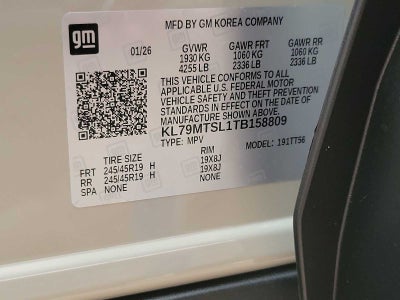 gm
MFD BY GM KOREA COMPANY
01/26 GVWR GAWR FRT GAWR RR
1930 KG 1060 KG 1060 KG
4255 LB 2336 LB 2336 LB
THIS VEHICLE CONFORMS TO ALL
APPLICABLE U.S. FEDERAL MOTOR
VEHICLE SAFETY AND THEFT PREVENTION
STANDARDS IN EFFECT ON THE DATE OF
MANUFACTURE SHOWN ABOVE.
KL79MTSL1TB158809
TYPE: MPV MODEL: 191TT56
TIRE SIZE RIM
FRT 245/45R19 H 19X8J
RR 245/45R19 H 19X8J
SPA NONE NONE